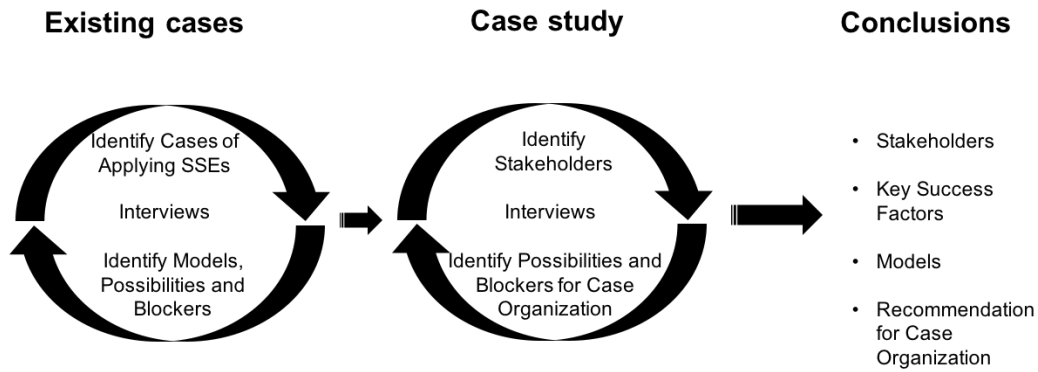 Existing cases
Case study
Conclusions
Identify Cases of
Applying SSEs
Interviews
Identify Models,
Possibilities and
Blockers
Identify
Stakeholders
Interviews
Identify Possibilities and
Blockers for Case
Organization
• Stakeholders
• Key Success
Factors
• Models
• Recommendation
for Case
Organization